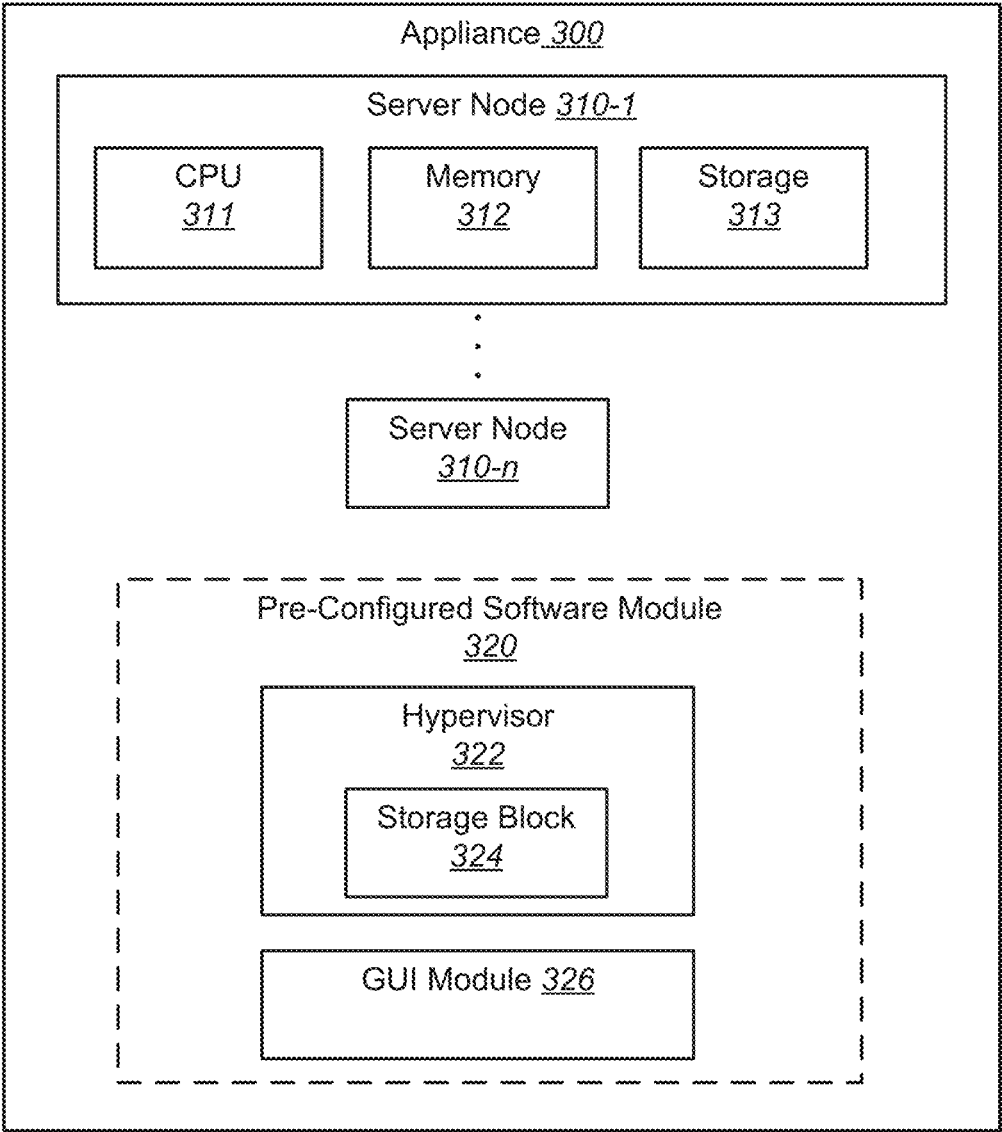 Appliance 300
Server Node 310-1
CPU
311
Memory
312
Storage
313
Server Node
310-n
Pre-Configured Software Module
320
Hypervisor
322
Storage Block
324
GUI Module 326